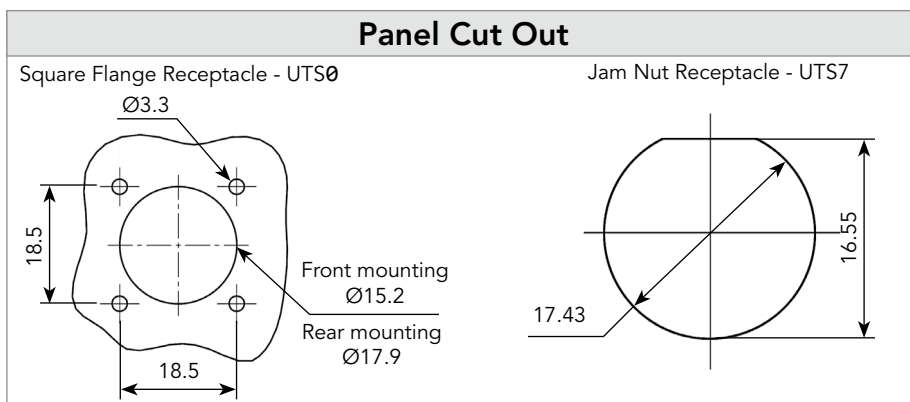 Panel Cut Out
Square Flange Receptacle - UTS0
Ø3.3
18.5
18.5
Front mounting
Ø15.2
Rear mounting
Ø17.9
Jam Nut Receptacle - UTS7
17.43
16.55